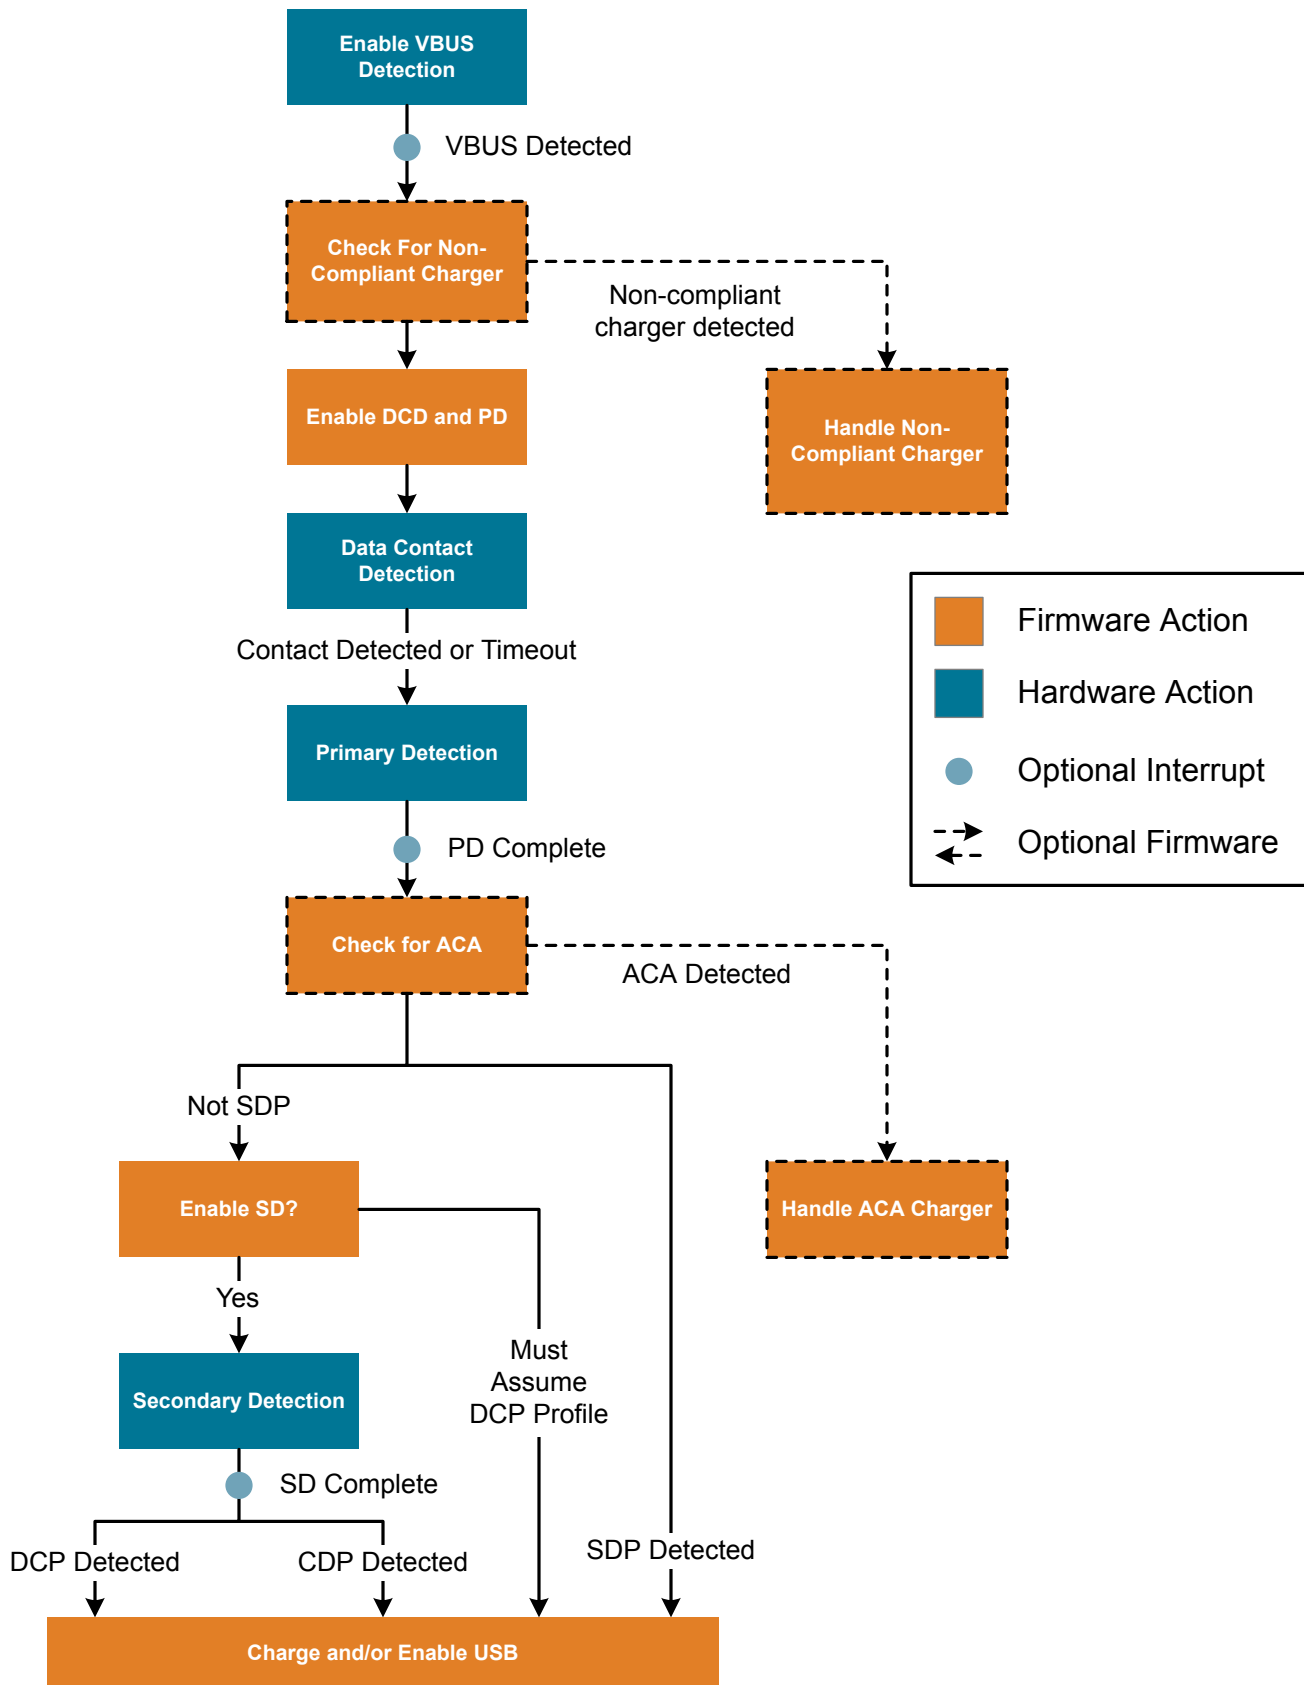 Enable VBUS
Detection
VBUS Detected
Check For Non-
Compliant Charger
Non-compliant
charger detected
Enable DCD and PD
Handle Non-
Compliant Charger
Data Contact
Detection
Contact Detected or Timeout
Primary Detection
PD Complete
Firmware Action
Hardware Action
Optional Interrupt
Optional Firmware
Check for ACA
ACA Detected
Not SDP
Enable SD?
Handle ACA Charger
Yes
Must
Assume
DCP Profile
Secondary Detection
SD Complete
DCP Detected
CDP Detected
SDP Detected
Charge and/or Enable USB